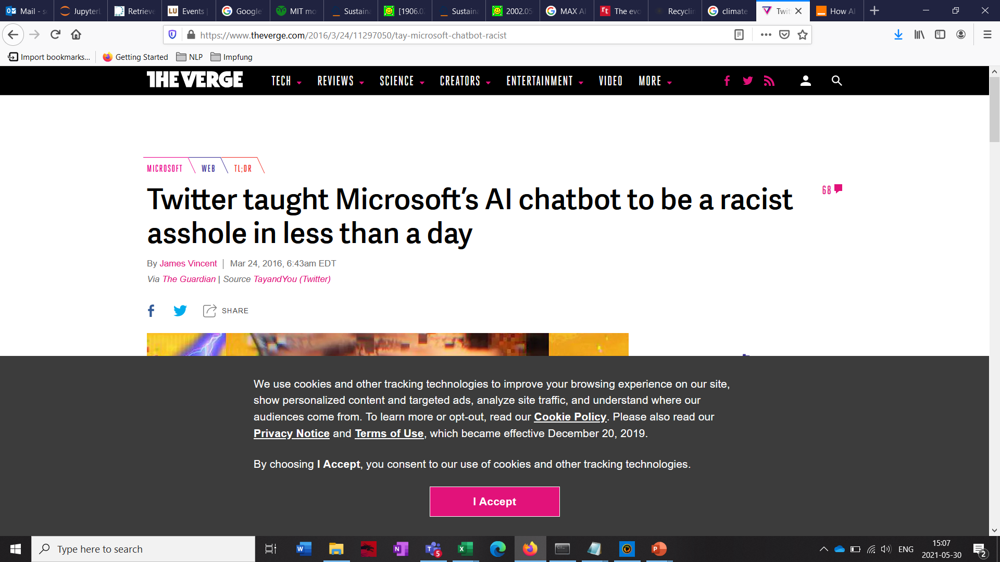 Mail - s
Jupyterl
Retrieve
LU Events |
Google
MIT mo
Sustaina
[1906.0
Sustaina
2002.05
MAX AI
rt The evo
Recyclin
climate
Twit
How AI
https://www.theverge.com/2016/3/24/11297050/tay-microsoft-chatbot-racist
Import bookmarks... Getting Started NLP Impfung
THE VERGE TECH REVIEWS SCIENCE CREATORS ENTERTAINMENT VIDEO MORE
MICROSOFT WEB TL;DR
Twitter taught Microsoft's AI chatbot to be a racist
asshole in less than a day
68
By James Vincent | Mar 24, 2016, 6:43am EDT
Via The Guardian | Source TayandYou (Twitter)
SHARE
We use cookies and other tracking technologies to improve your browsing experience on our site,
show personalized content and targeted ads, analyze site traffic, and understand where our
audiences come from. To learn more or opt-out, read our Cookie Policy. Please also read our
Privacy Notice and Terms of Use, which became effective December 20, 2019.
By choosing I Accept, you consent to our use of cookies and other tracking technologies.
I Accept
Type here to search
5
ENG
15:07
2021-05-30
2